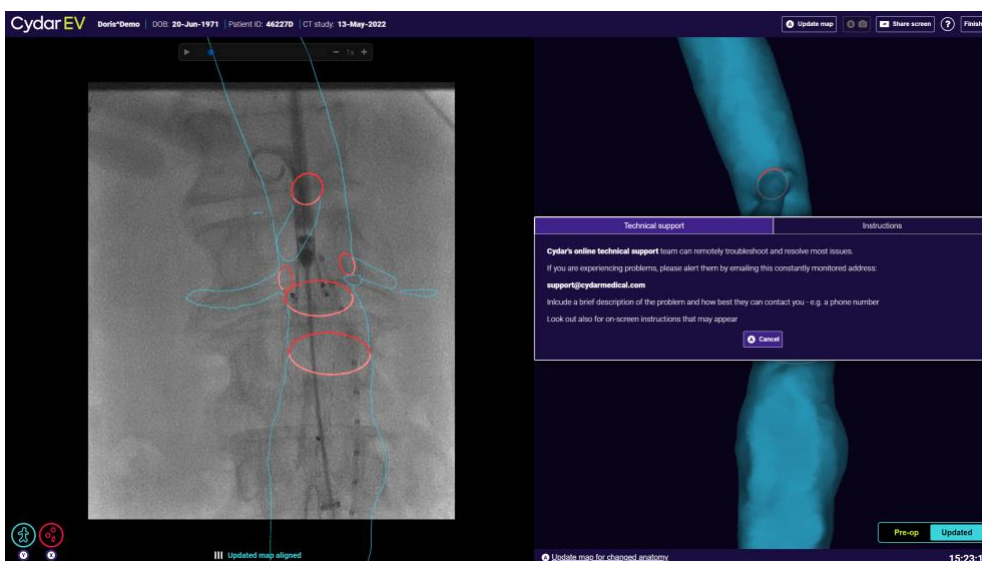 Cydar EV Doris^Demo | DOB: 20-Jun-1971 | Patient ID: 46227D | CT study: 13-May-2022
A Update map
Share screen
?
Finish
1x
Technical support
Instructions
Cydar's online technical support team can remotely troubleshoot and resolve most issues.
If you are experiencing problems, please alert them by emailing this constantly monitored address:
support@cydarmedical.com
Inlcude a brief description of the problem and how best they can contact you - e.g. a phone number
Look out also for on-screen instructions that may appear
A Cancel
Pre-op
Updated
Y
X
Updated map aligned
A Update map for changed anatomy
15:23:1